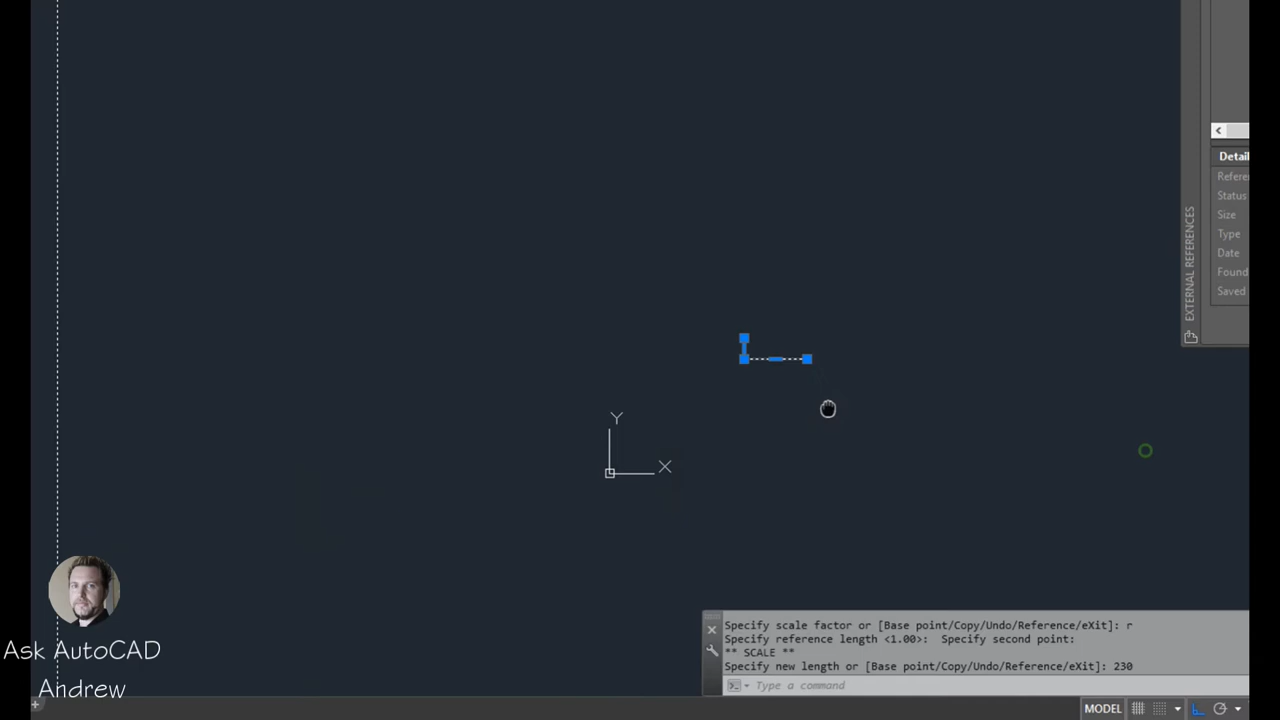 Detail
Refere
Status
Size
Type
Date
Found
Saved
EXTERNAL REFERENCES
Y
X
Ask AutoCAD
Andrew
Specify scale factor or [Base point/Copy/Undo/Reference/eXit]: r
Specify reference length <1.00>:  Specify second point:
** SCALE **
Specify new length or [Base point/Copy/Undo/Reference/eXit]: 230
Type a command
MODEL